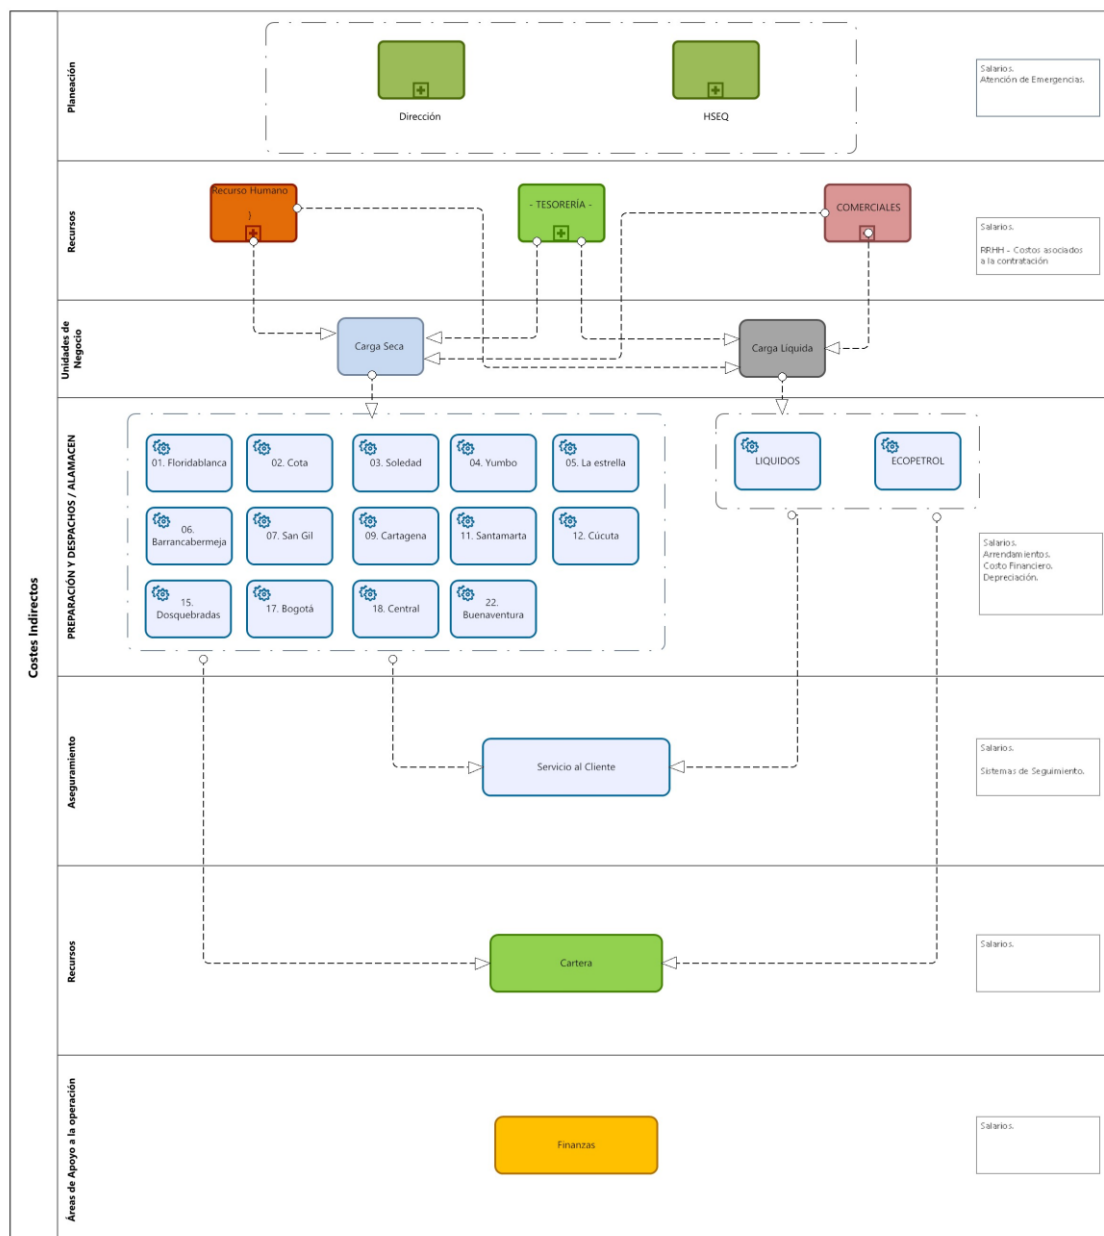 Costes Indirectos
Planeación
Dirección
HSEQ
Salarios.
Atención de Emergencias.
Recursos
Recurso Humano
)
- TESORERÍA -
COMERCIALES
Salarios.
RRHH - Costos asociados
a la contratación
Unidades de
Negocio
Carga Seca
Carga Liquida
PREPARACIÓN Y DESPACHOS / ALAMACEN
01. Floridablanca
02. Cota
03. Soledad
04. Yumbo
05. La estrella
06.
Barrancabermeja
07. San Gil
09. Cartagena
11. Santamarta
12. Cúcuta
15.
Dosquebradas
17. Bogotá
18. Central
22.
Buenaventura
LIQUIDOS
ECOPETROL
Salarios.
Arrendamientos.
Costo Financiero.
Depreciación.
Aseguramiento
Servicio al Cliente
Salarios.
Sistemas de Seguimiento.
Recursos
Cartera
Salarios.
Áreas de Apoyo a la operación
Finanzas
Salarios.